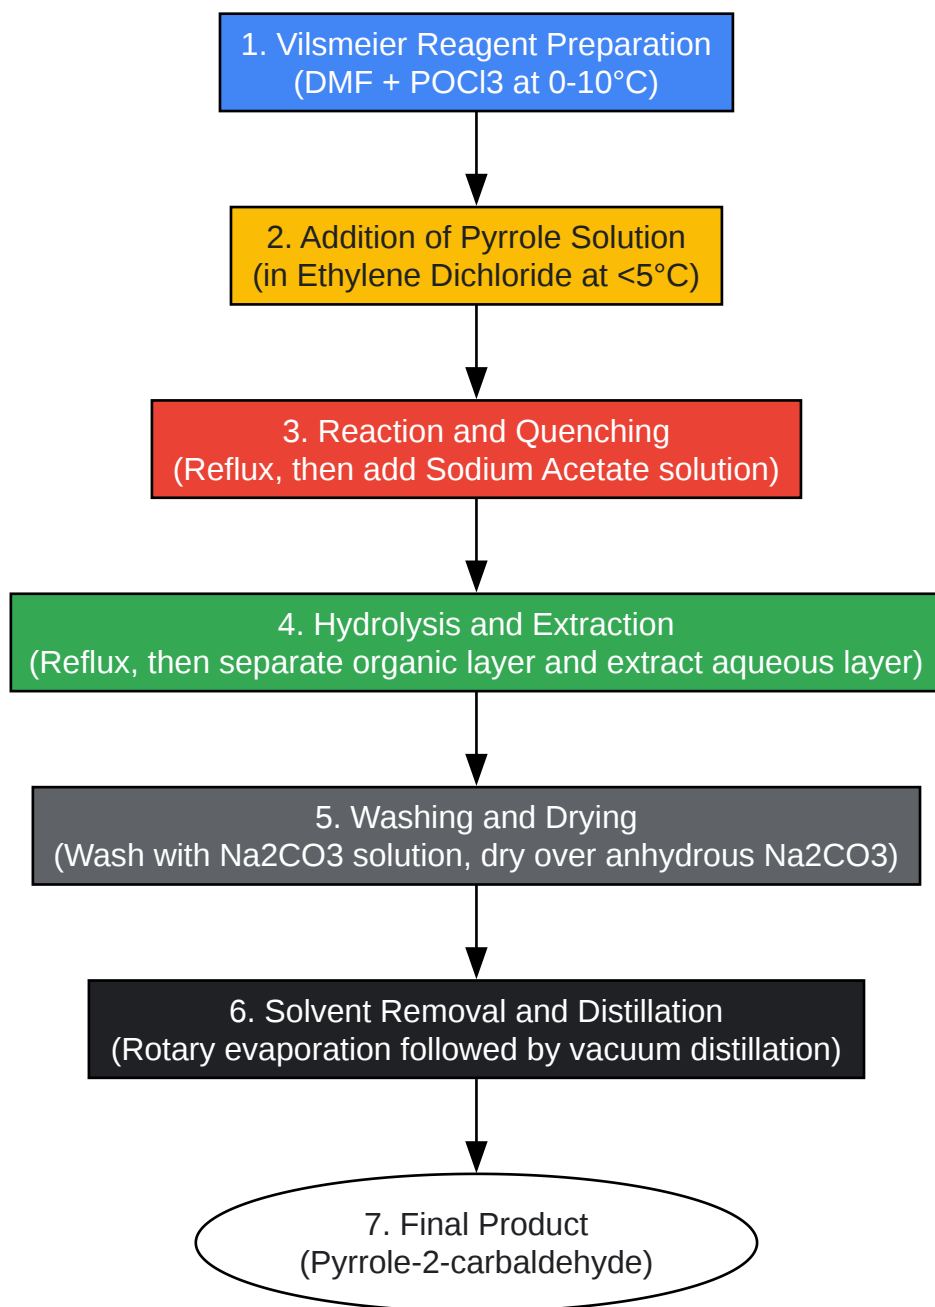 1. Vilsmeier Reagent Preparation
(DMF + POCl3 at 0-10°C)
2. Addition of Pyrrole Solution
(in Ethylene Dichloride at <5°C)
3. Reaction and Quenching
(Reflux, then add Sodium Acetate solution)
4. Hydrolysis and Extraction
(Reflux, then separate organic layer and extract aqueous layer)
5. Washing and Drying
(Wash with Na2CO3 solution, dry over anhydrous Na2CO3)
6. Solvent Removal and Distillation
(Rotary evaporation followed by vacuum distillation)
7. Final Product
(Pyrrole-2-carbaldehyde)